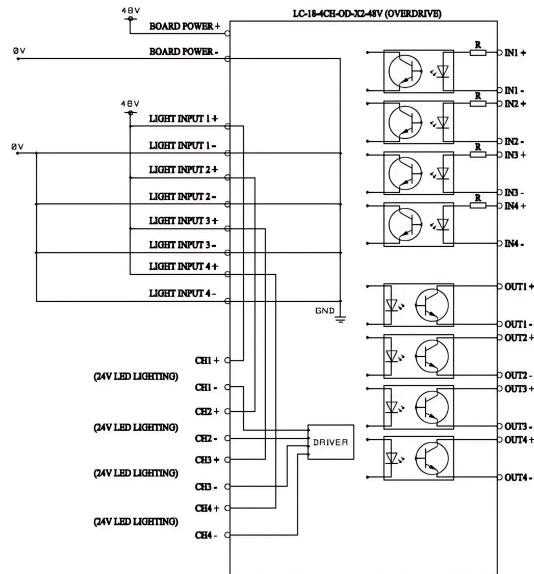 LC-18-4CH-OD-X2-48V (OVERDRIVE)
48V
BOARD POWER +
0V
BOARD POWER -
48V
LIGHT INPUT 1 +
0V
LIGHT INPUT 1 -
LIGHT INPUT 2 +
LIGHT INPUT 2 -
LIGHT INPUT 3 +
LIGHT INPUT 3 -
LIGHT INPUT 4 +
LIGHT INPUT 4 -
GND
CH1 +
(24V LED LIGHTING)
CH1 -
CH2 +
(24V LED LIGHTING)
CH2 -
CH3 +
(24V LED LIGHTING)
CH3 -
CH4 +
(24V LED LIGHTING)
CH4 -
DRIVER
R
IN1 +
IN1 -
R
IN2 +
IN2 -
R
IN3 +
IN3 -
R
IN4 +
IN4 -
OUT1 +
OUT1 -
OUT2 +
OUT2 -
OUT3 +
OUT3 -
OUT4 +
OUT4 -